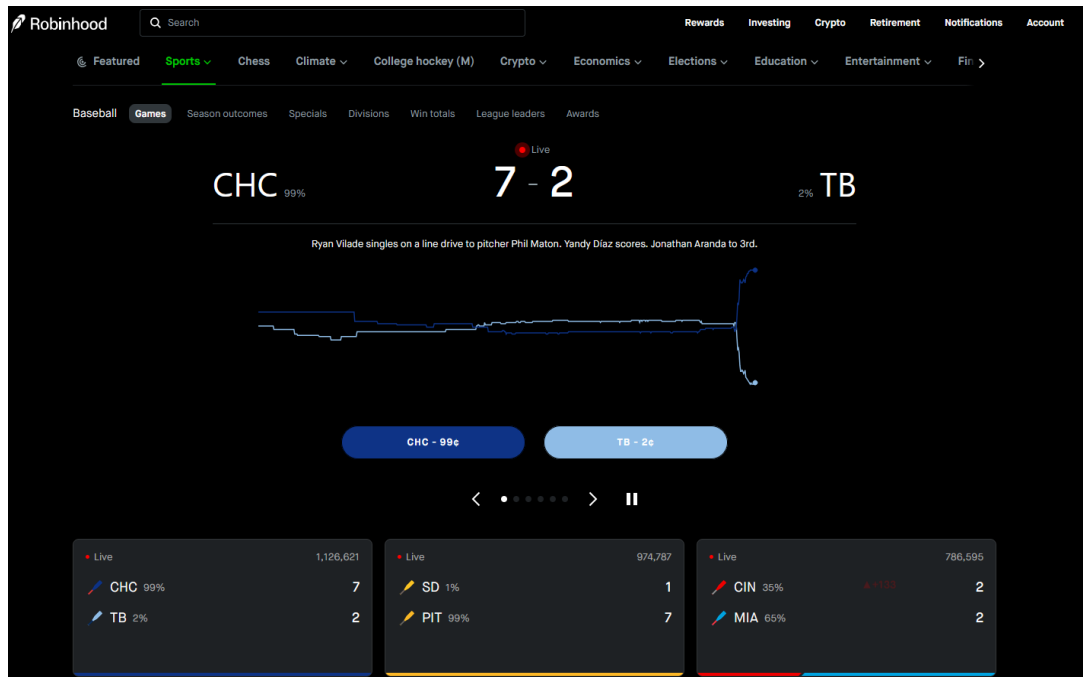 Robinhood Search Rewards Investing Crypto Retirement Notifications Account
Featured Sports Chess Climate College hockey (M) Crypto Economics Elections Education Entertainment Fin
Baseball Games Season outcomes Specials Divisions Win totals League leaders Awards
Live
CHC 99% 7 - 2 2% TB
Ryan Vilade singles on a line drive to pitcher Phil Maton. Yandy Díaz scores. Jonathan Aranda to 3rd.
CHC - 99¢ TB - 2¢
Live 1,126,621
CHC 99% 7
TB 2% 2
Live 974,787
SD 1% 1
PIT 99% 7
Live 786,595
CIN 35% 2
MIA 65% 2